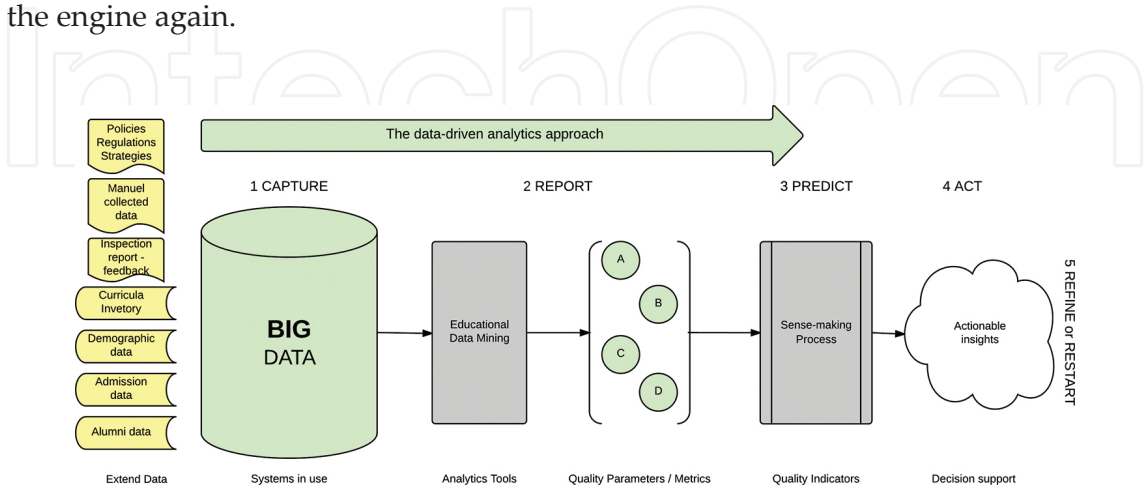 the engine again.
IntechOpen
The data-driven analytics approach
1 CAPTURE
2 REPORT
3 PREDICT
4 ACT
Policies
Regulations
Strategies
Manuel
collected
data
Inspection
report -
feedback
Curricula
Invetory
Demographic
data
Admission
data
Alumni data
BIG
DATA
Educational
Data Mining
A
B
C
D
Sense-making
Process
Actionable
insights
5 REFINE or RESTART
Extend Data
Systems in use
Analytics Tools
Quality Parameters / Metrics
Quality Indicators
Decision support